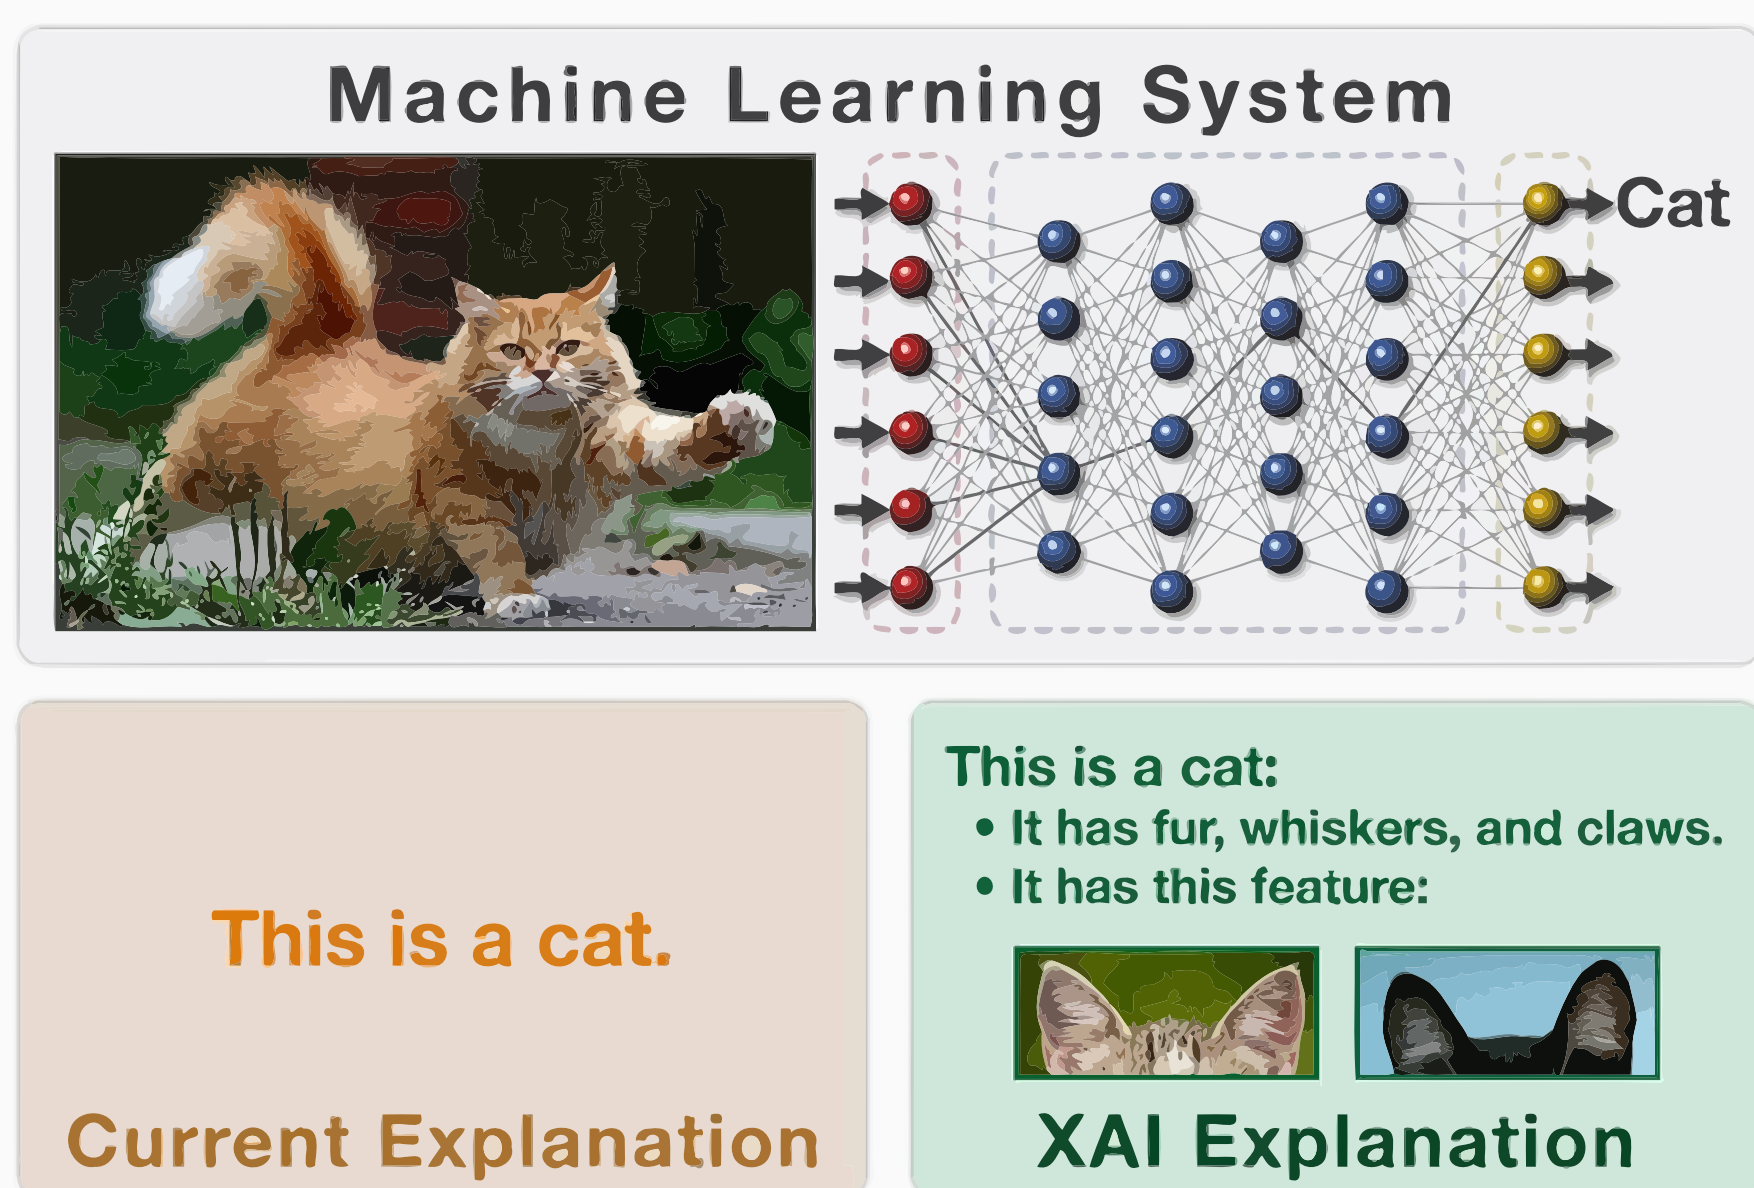 Machine Learning System
Cat
This is a cat.
Current Explanation
This is a cat:
• It has fur, whiskers, and claws.
• It has this feature:
XAI Explanation